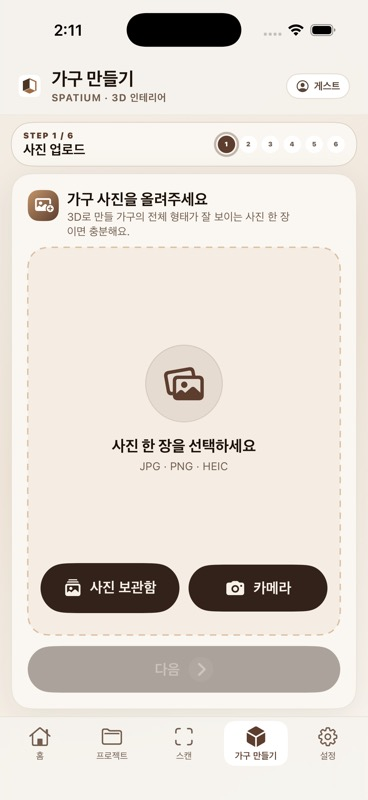 2:11
가구 만들기
SPATIUM · 3D 인테리어
게스트
STEP 1 / 6
사진 업로드
1 2 3 4 5 6
가구 사진을 올려주세요
3D로 만들 가구의 전체 형태가 잘 보이는 사진 한 장
이면 충분해요.
사진 한 장을 선택하세요
JPG · PNG · HEIC
사진 보관함
카메라
다음
홈
프로젝트
스캔
가구 만들기
설정